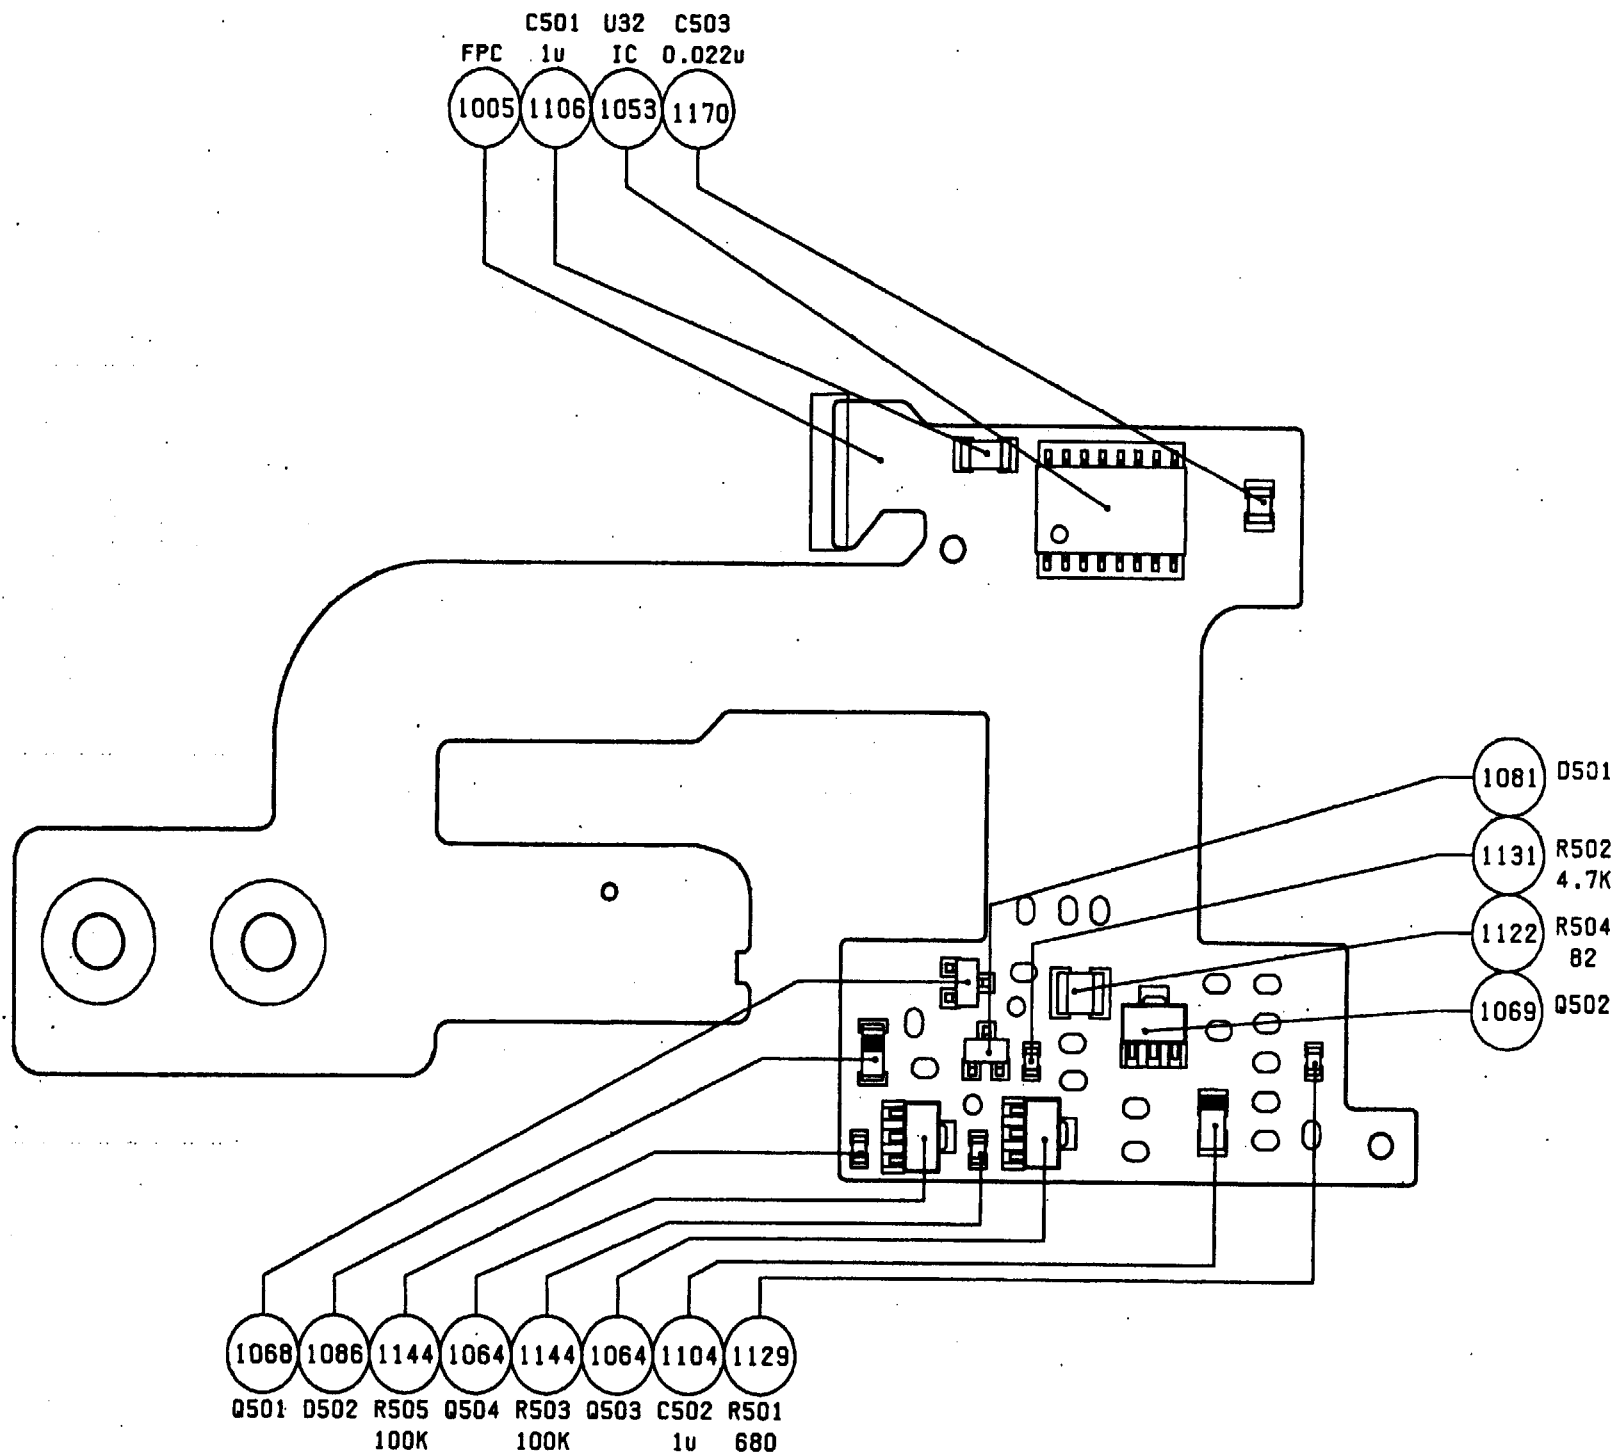 C501 U32 C503
FPC 1u IC 0.022u
1005 1106 1053 1170
1081 D501
1131 R502
4.7K
1122 R504
82
1069 Q502
1068 1086 1144 1064 1144 1064 1104 1129
Q501 D502 R505 Q504 R503 Q503 C502 R501
100K 100K 1u 680